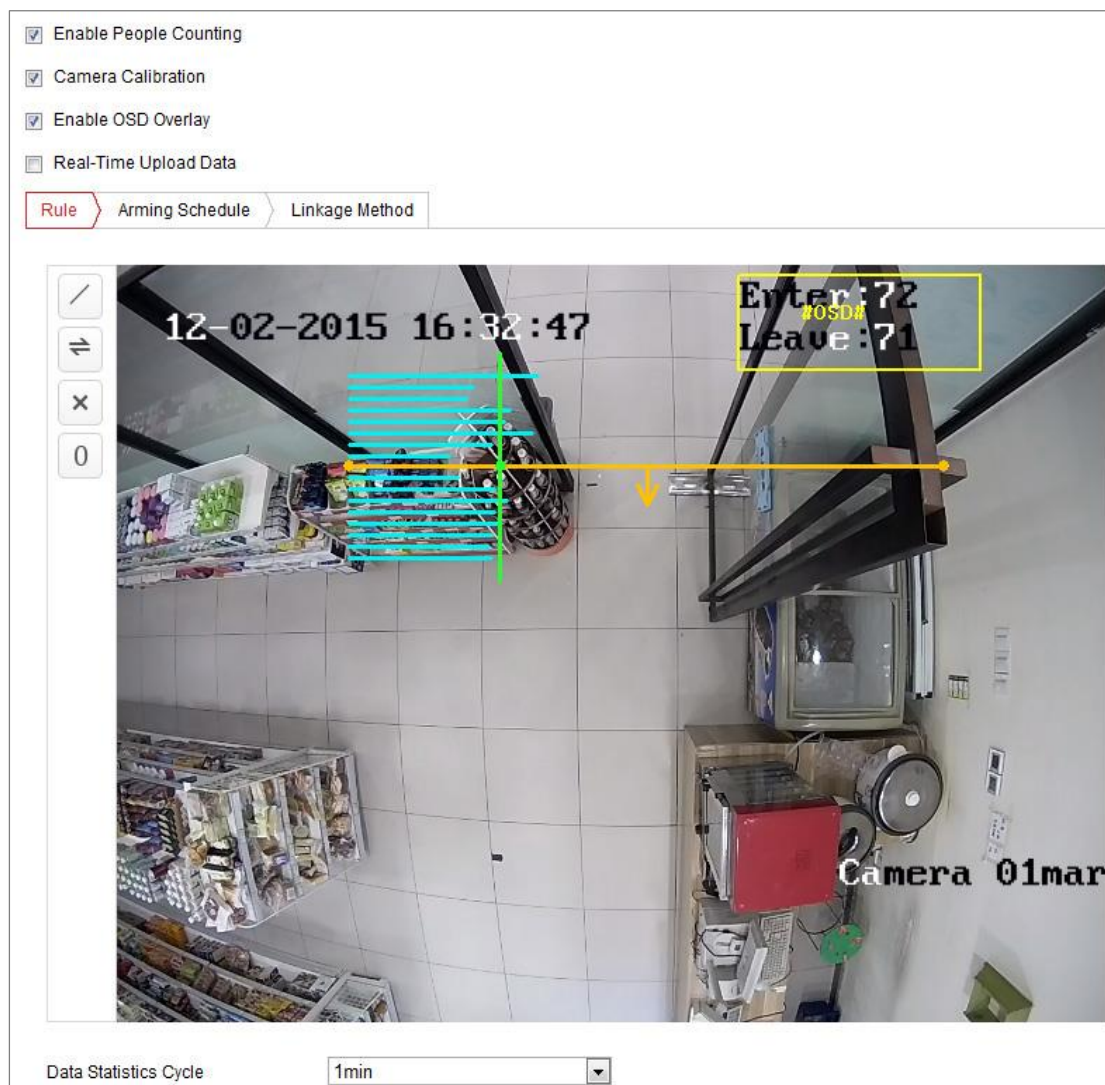 Enable People Counting
Camera Calibration
Enable OSD Overlay
Real-Time Upload Data
Rule Arming Schedule Linkage Method
0
12-02-2015 16:32:47
Enter:72
#OSD#
Leave:71
Camera 01mar
Data Statistics Cycle 1min